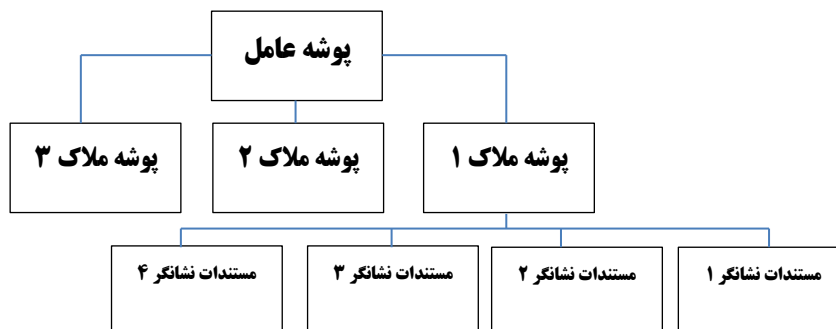 پوشه عامل
پوشه ملاک ۱
پوشه ملاک ۲
پوشه ملاک ۳
مستندات نشانگر ۱
مستندات نشانگر ۲
مستندات نشانگر ۳
مستندات نشانگر ۴